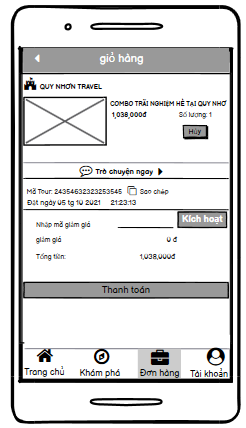 giỏ hàng
QUY NHƠN TRAVEL
COMBO TRẢI NGHIỆM HÈ TẠI QUY NHƠ
1,038,000đ Số lượng: 1
Hủy
Trò chuyện ngay
Mã Tour: 24354632323253545 Sao chép
Đặt ngày 05 tg 10 2021 21:23:13
Nhập mã giảm giá Kích hoạt
giảm giá 0 đ
Tổng tiền: 1,038,000đ
Thanh toán
Trang chủ Khám phá Đơn hàng Tài khoản